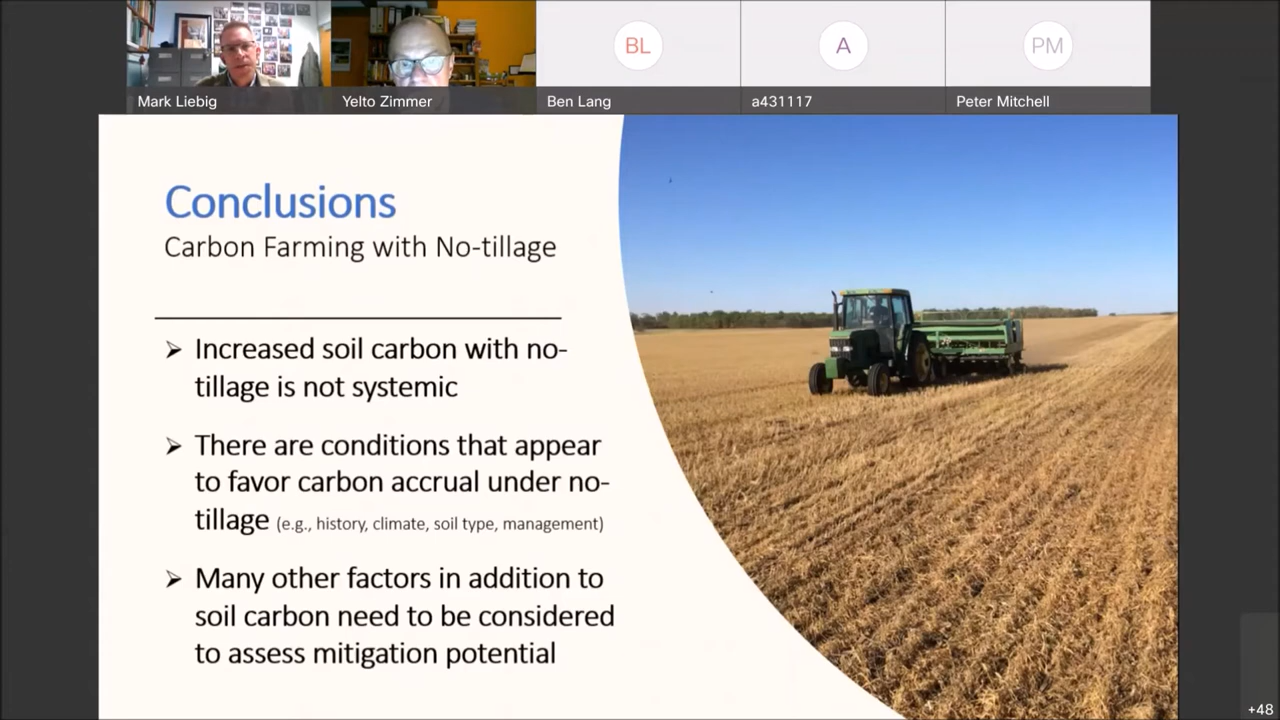 BL
A
PM
Mark Liebig
Yelto Zimmer
Ben Lang
a431117
Peter Mitchell
Conclusions
Carbon Farming with No-tillage
➢ Increased soil carbon with no-
tillage is not systemic
➢ There are conditions that appear
to favor carbon accrual under no-
tillage (e.g., history, climate, soil type, management)
➢ Many other factors in addition to
soil carbon need to be considered
to assess mitigation potential
+48